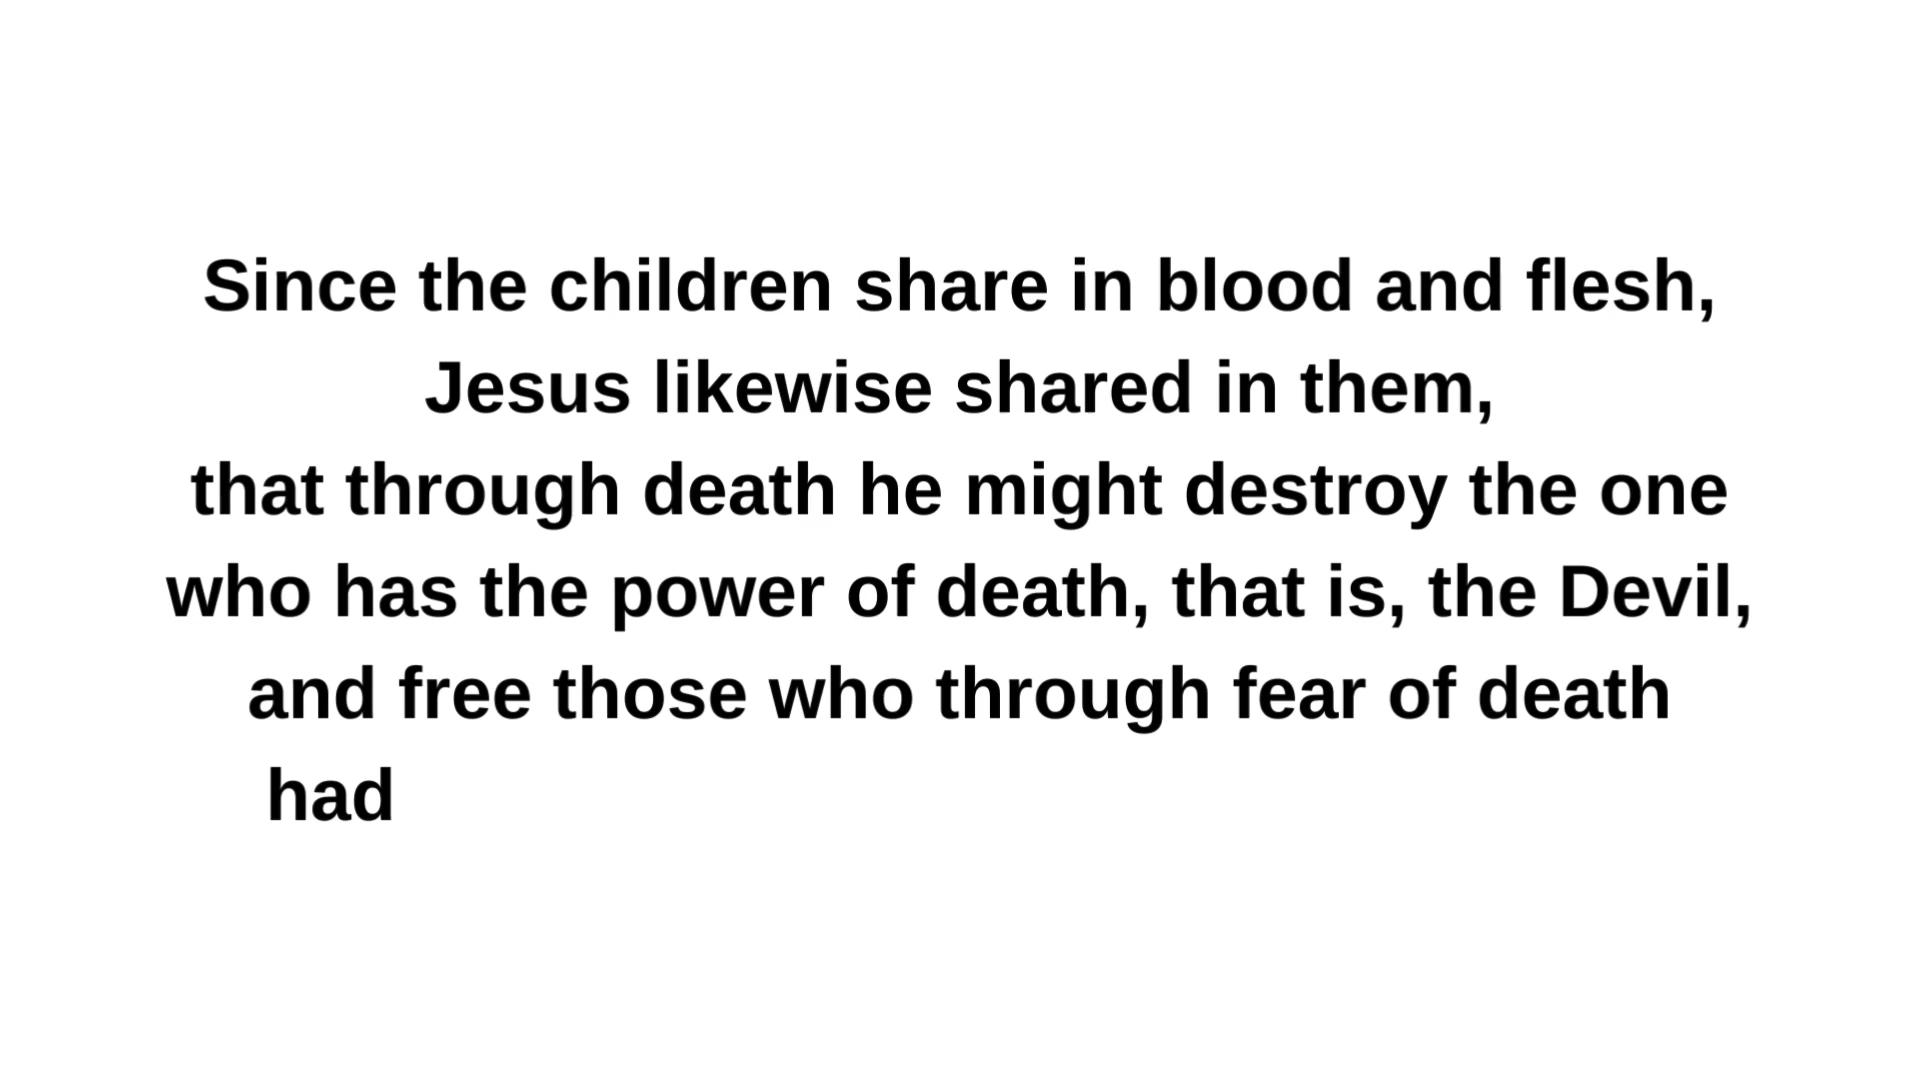 Since the children share in blood and flesh,
Jesus likewise shared in them,
that through death he might destroy the one
who has the power of death, that is, the Devil,
and free those who through fear of death
had